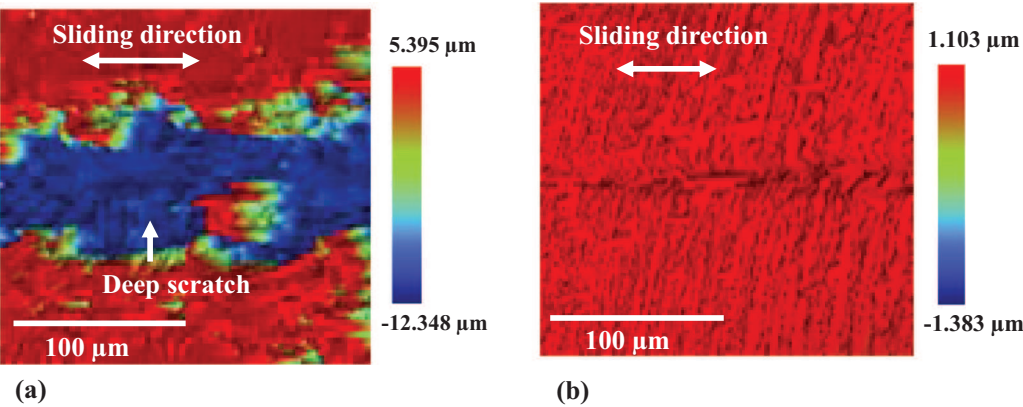 Sliding direction
5.395 µm
Deep scratch
-12.348 µm
100 µm
(a)
Sliding direction
1.103 µm
-1.383 µm
100 µm
(b)